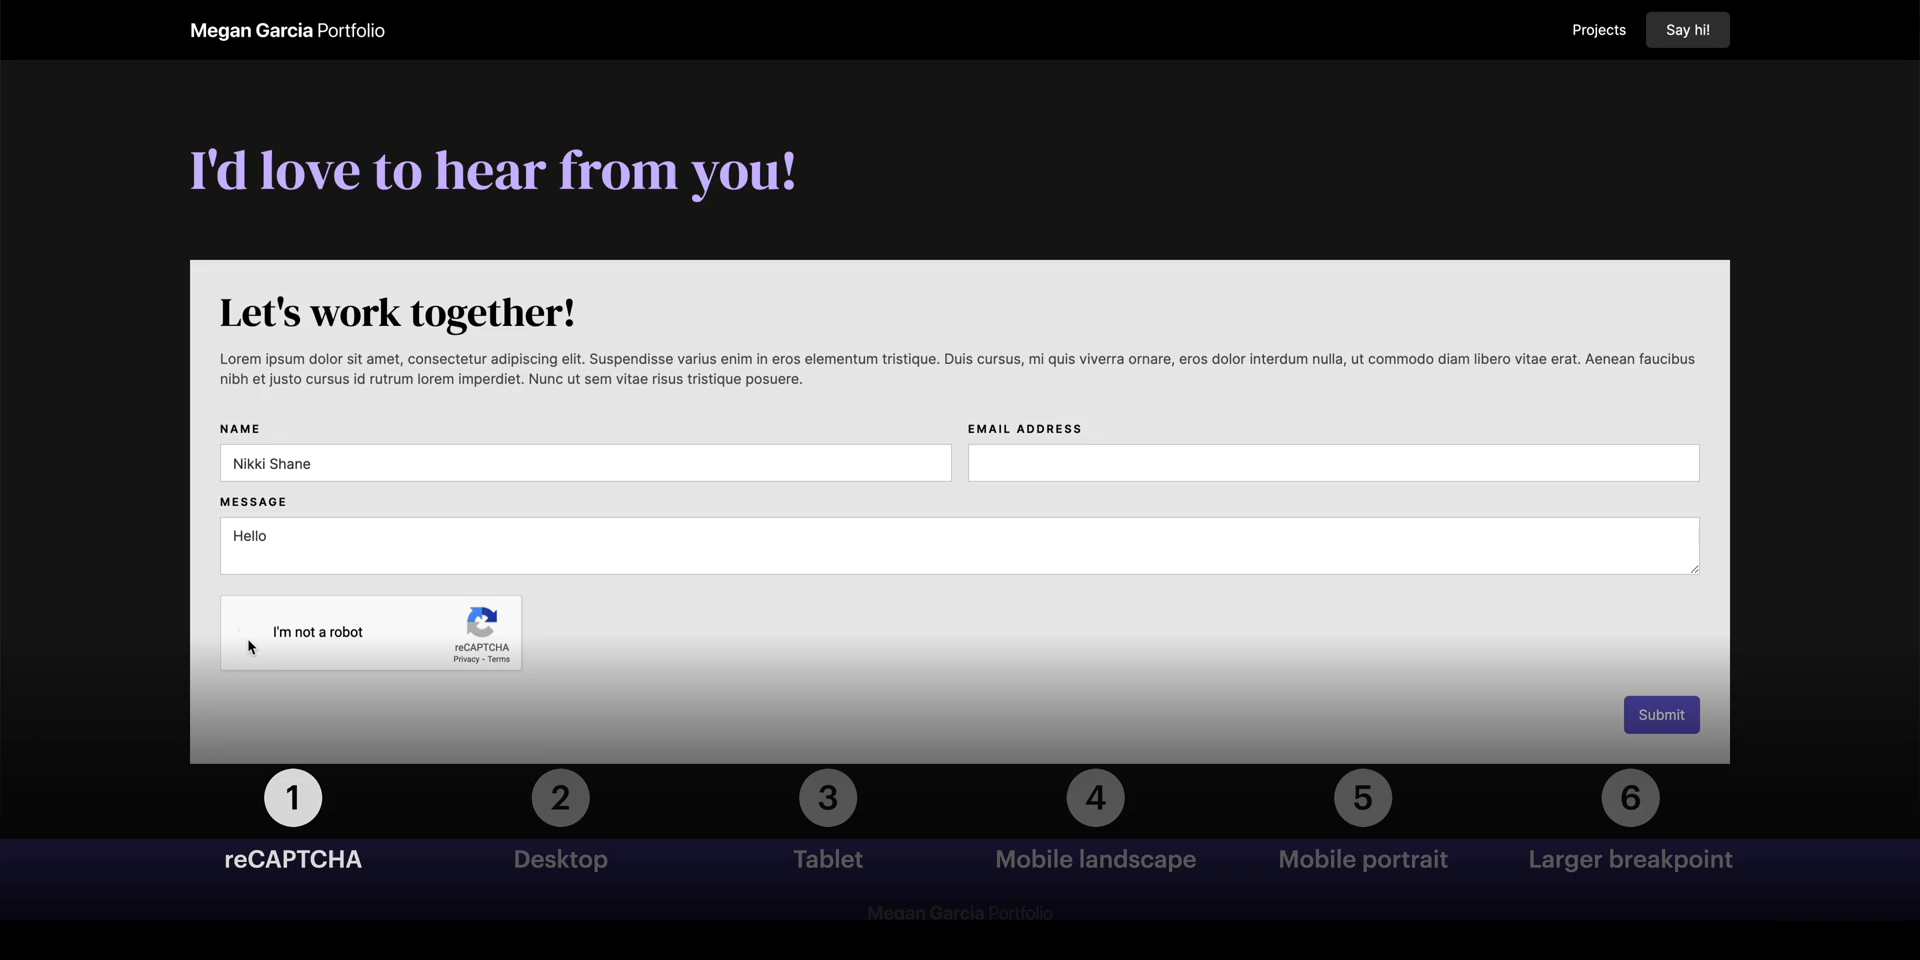 Megan Garcia Portfolio
Projects
Say hi!
I'd love to hear from you!
Let's work together!
Lorem ipsum dolor sit amet, consectetur adipiscing elit. Suspendisse varius enim in eros elementum tristique. Duis cursus, mi quis viverra ornare, eros dolor interdum nulla, ut commodo diam libero vitae erat. Aenean faucibus
nibh et justo cursus id rutrum lorem imperdiet. Nunc ut sem vitae risus tristique posuere.
NAME
EMAIL ADDRESS
Nikki Shane
MESSAGE
Hello
I'm not a robot
reCAPTCHA
Privacy - Terms
Submit
1
2
3
4
5
6
reCAPTCHA
Desktop
Tablet
Mobile landscape
Mobile portrait
Larger breakpoint
Megan Garcia Portfolio